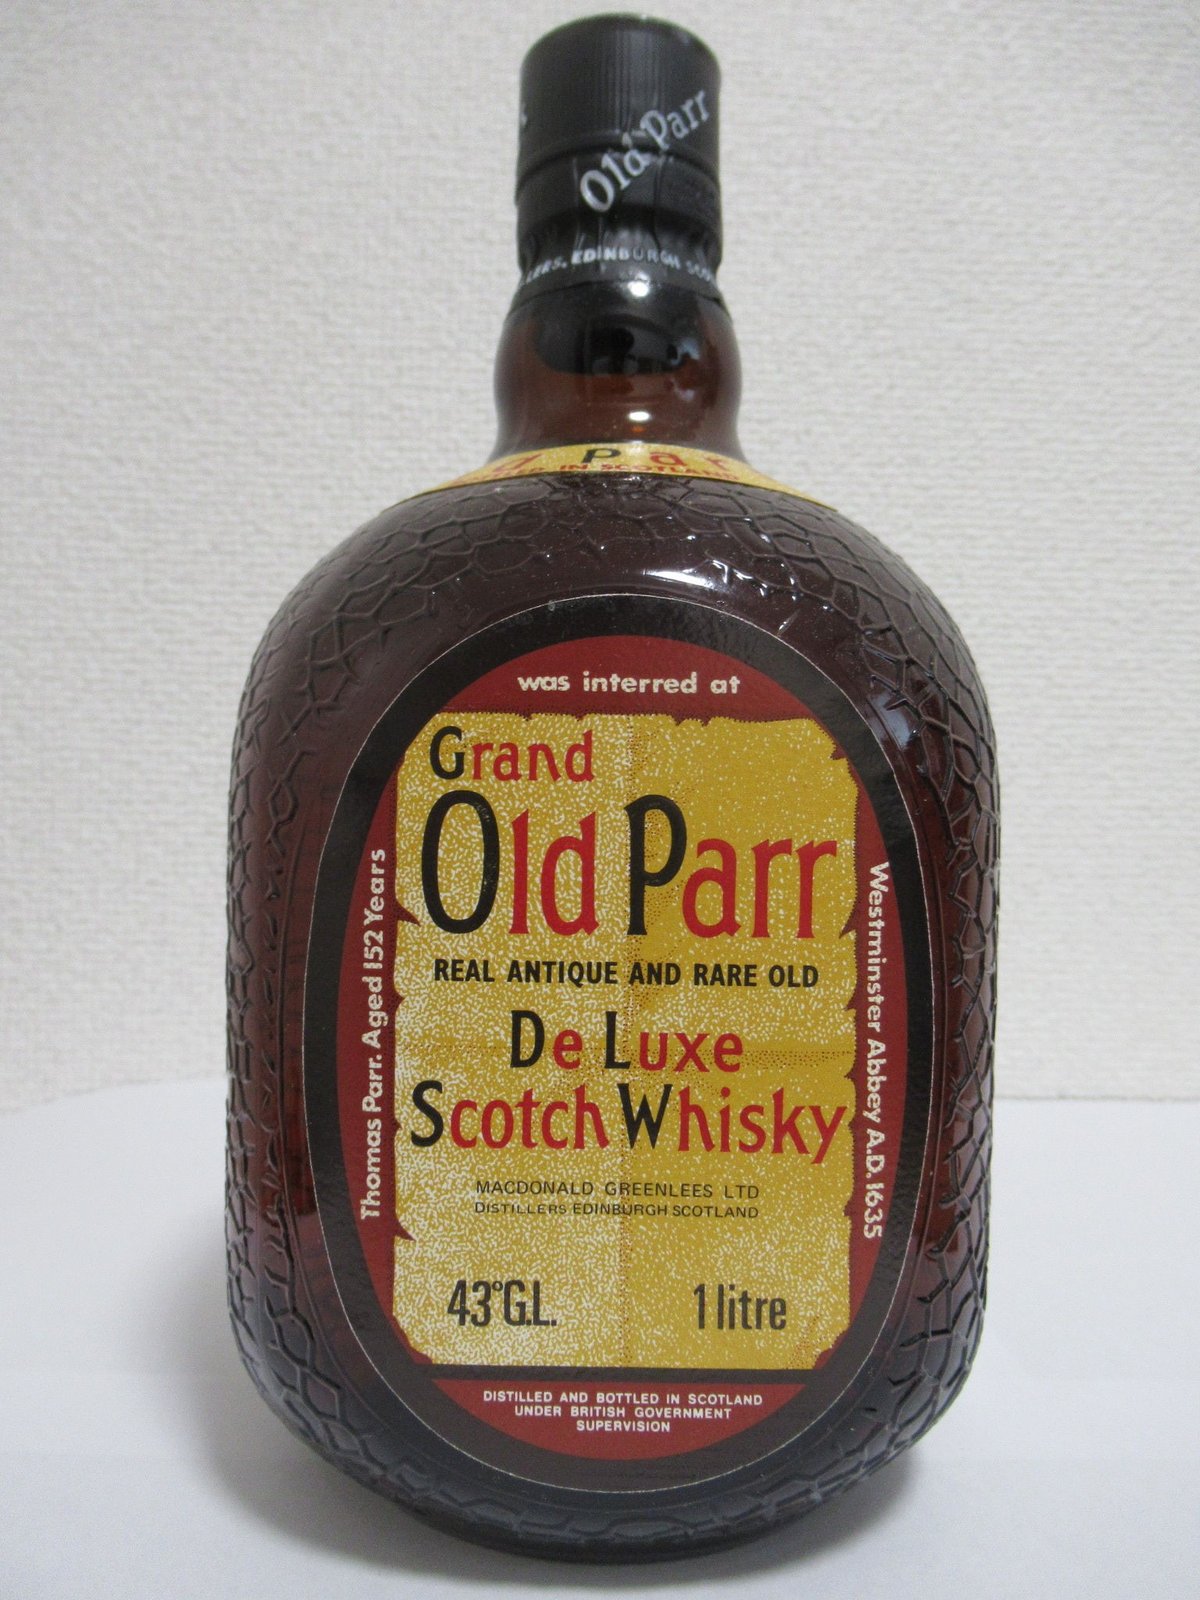 Old Parr
EDINBURGH
IN SCOTLAND
was interred at
Grand
Old Parr
REAL ANTIQUE AND RARE OLD
De Luxe
Scotch Whisky
MACDONALD GREENLEES LTD
DISTILLERS EDINBURGH SCOTLAND
43°G.L. 1 litre
Thomas Parr. Aged 152 Years
Westminster Abbey A.D. 1635
DISTILLED AND BOTTLED IN SCOTLAND
UNDER BRITISH GOVERNMENT
SUPERVISION